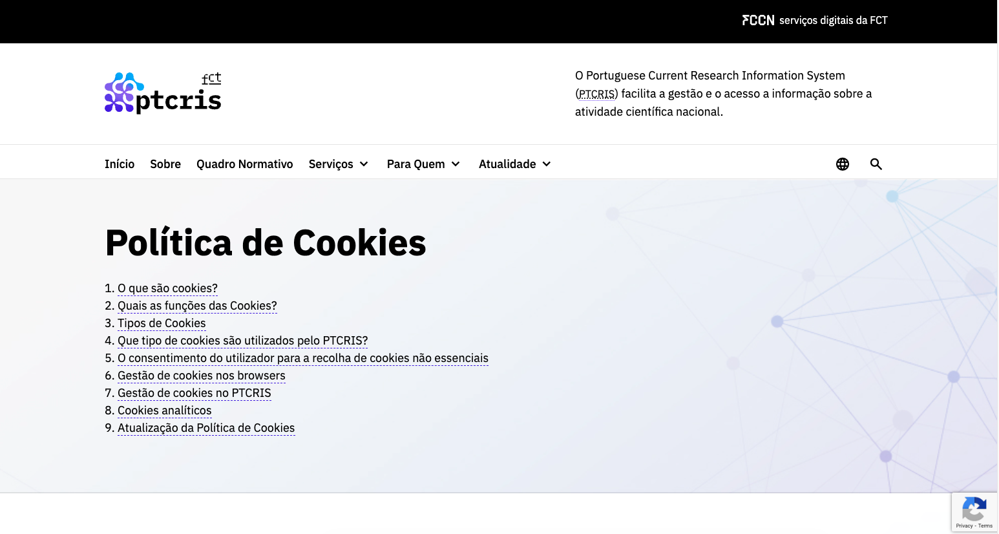 FCCN serviços digitais da FCT
fct
ptcris
O Portuguese Current Research Information System
(PTCRIS) facilita a gestão e o acesso a informação sobre a
atividade científica nacional.
Início Sobre Quadro Normativo Serviços Para Quem Atualidade
Política de Cookies
1. O que são cookies?
2. Quais as funções das Cookies?
3. Tipos de Cookies
4. Que tipo de cookies são utilizados pelo PTCRIS?
5. O consentimento do utilizador para a recolha de cookies não essenciais
6. Gestão de cookies nos browsers
7. Gestão de cookies no PTCRIS
8. Cookies analíticos
9. Atualização da Política de Cookies
Privacy - Terms